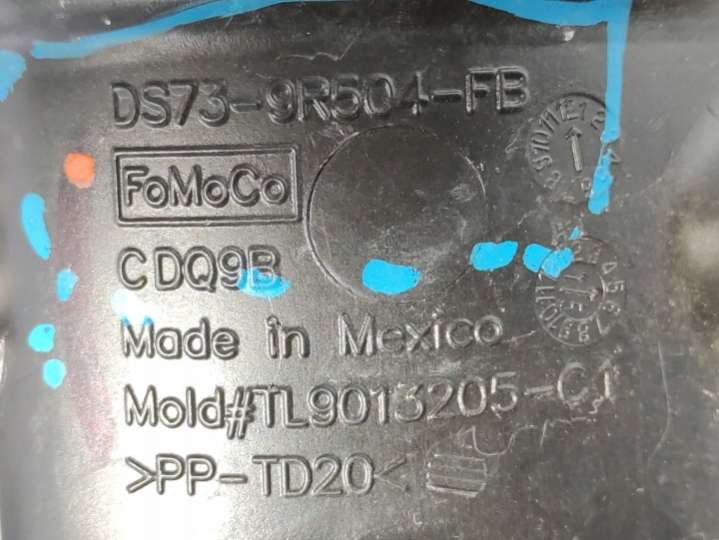 DS73-9R504-FB
FoMoCo
CDQ9B
Made in Mexico
Mold#TL9013205-C1
>PP-TD20<